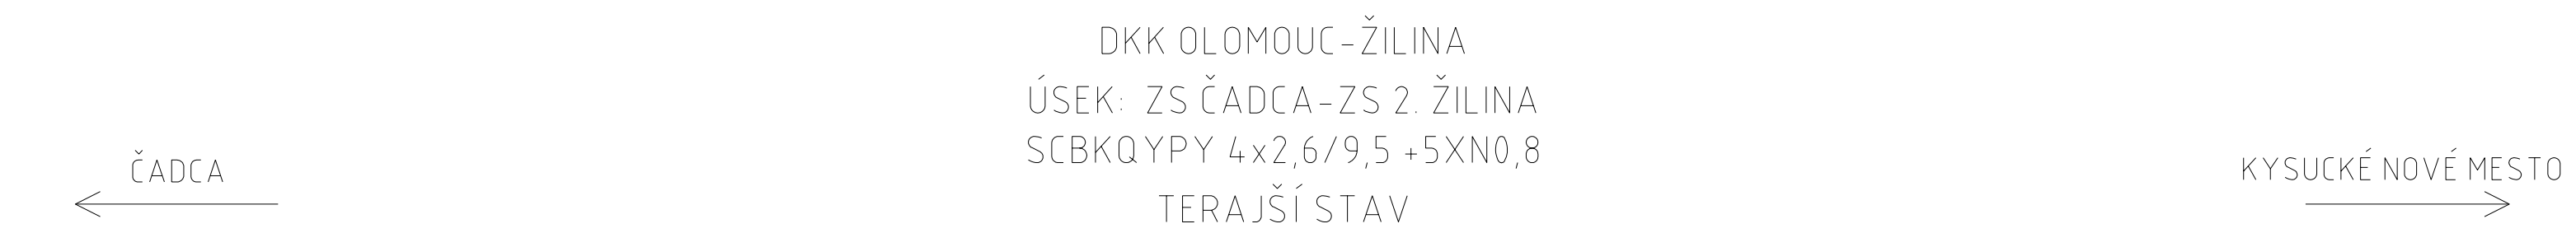 DKK OLOMOUC-ŽILINA
ÚSEK: ZS ČADCA-ZS 2. ŽILINA
SCBKQYPY 4x2,6/9,5 +5XN0,8
TERAJŠÍ STAV
ČADCA
KYSUCKÉ NOVÉ MESTO